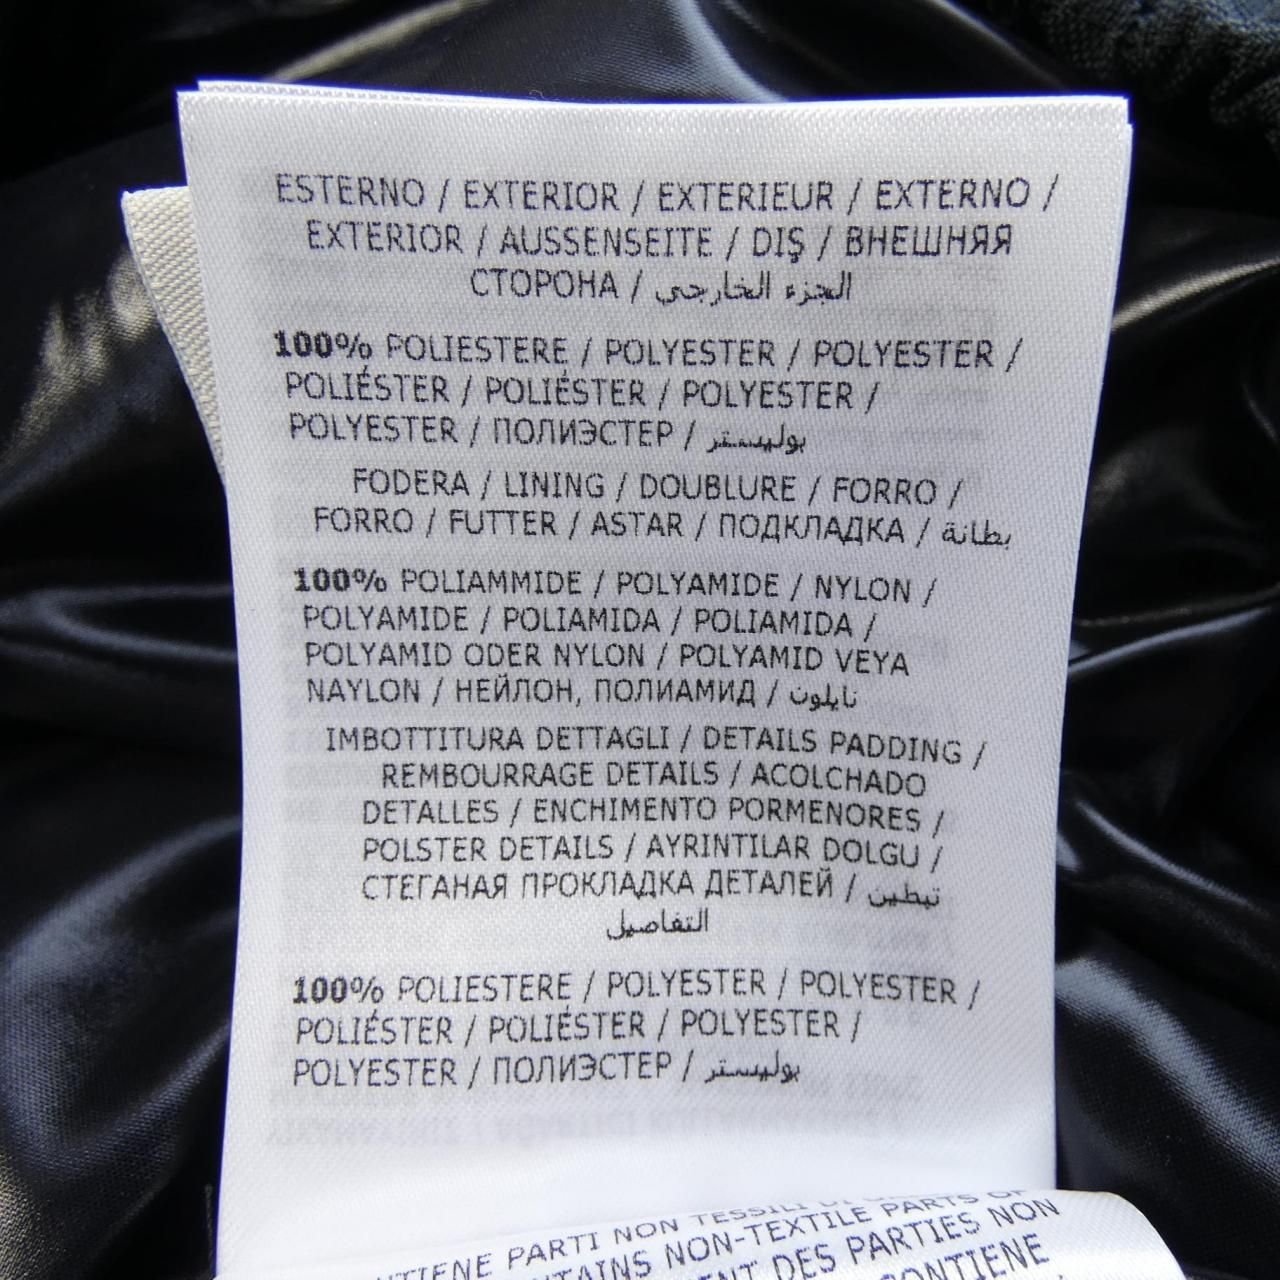 ESTERNO / EXTERIOR / EXTERIEUR / EXTERNO /
EXTERIOR / AUSSENSEITE / DIŞ / ВНЕШНЯЯ
СТОРОНА / الجزء الخارجي
100% POLIESTERE / POLYESTER / POLYESTER /
POLIÉSTER / POLIÉSTER / POLYESTER /
POLYESTER / ПОЛИЭСТЕР / بوليستر
FODERA / LINING / DOUBLURE / FORRO /
FORRO / FUTTER / ASTAR / ПОДКЛАДКА / بطانة
100% POLIAMMIDE / POLYAMIDE / NYLON /
POLYAMIDE / POLIAMIDA / POLIAMIDA /
POLYAMID ODER NYLON / POLYAMID VEYA
NAYLON / НЕЙЛОН, ПОЛИАМИД / نايلون
IMBOTTITURA DETTAGLI / DETAILS PADDING /
REMBOURRAGE DETAILS / ACOLCHADO
DETALLES / ENCHIMENTO PORMENORES /
POLSTER DETAILS / AYRINTILAR DOLGU /
СТЕГАНАЯ ПРОКЛАДКА ДЕТАЛЕЙ / تبطين
التفاصيل
100% POLIESTERE / POLYESTER / POLYESTER /
POLIÉSTER / POLIÉSTER / POLYESTER /
POLYESTER / ПОЛИЭСТЕР / بوليستر
PARTI NON TESSILI DI
NON-TEXTILE PARTS OF
DES PARTIES NON